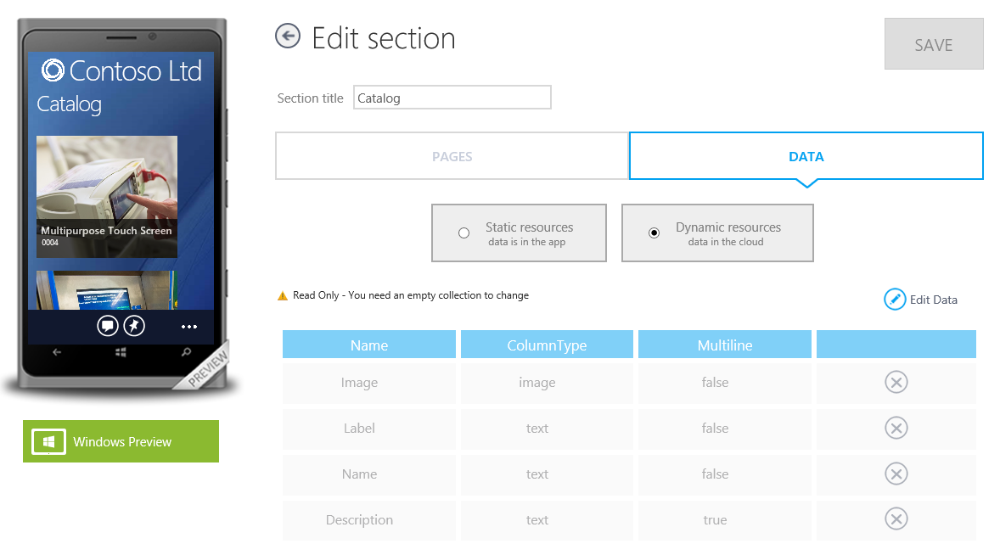 Contoso Ltd
Catalog
Multipurpose Touch Screen
0004
PREVIEW
Windows Preview
Edit section
SAVE
Section title
Catalog
PAGES
DATA
Static resources
data is in the app
Dynamic resources
data in the cloud
Read Only - You need an empty collection to change
Edit Data
Name ColumnType Multiline
Image image false
Label text false
Name text false
Description text true